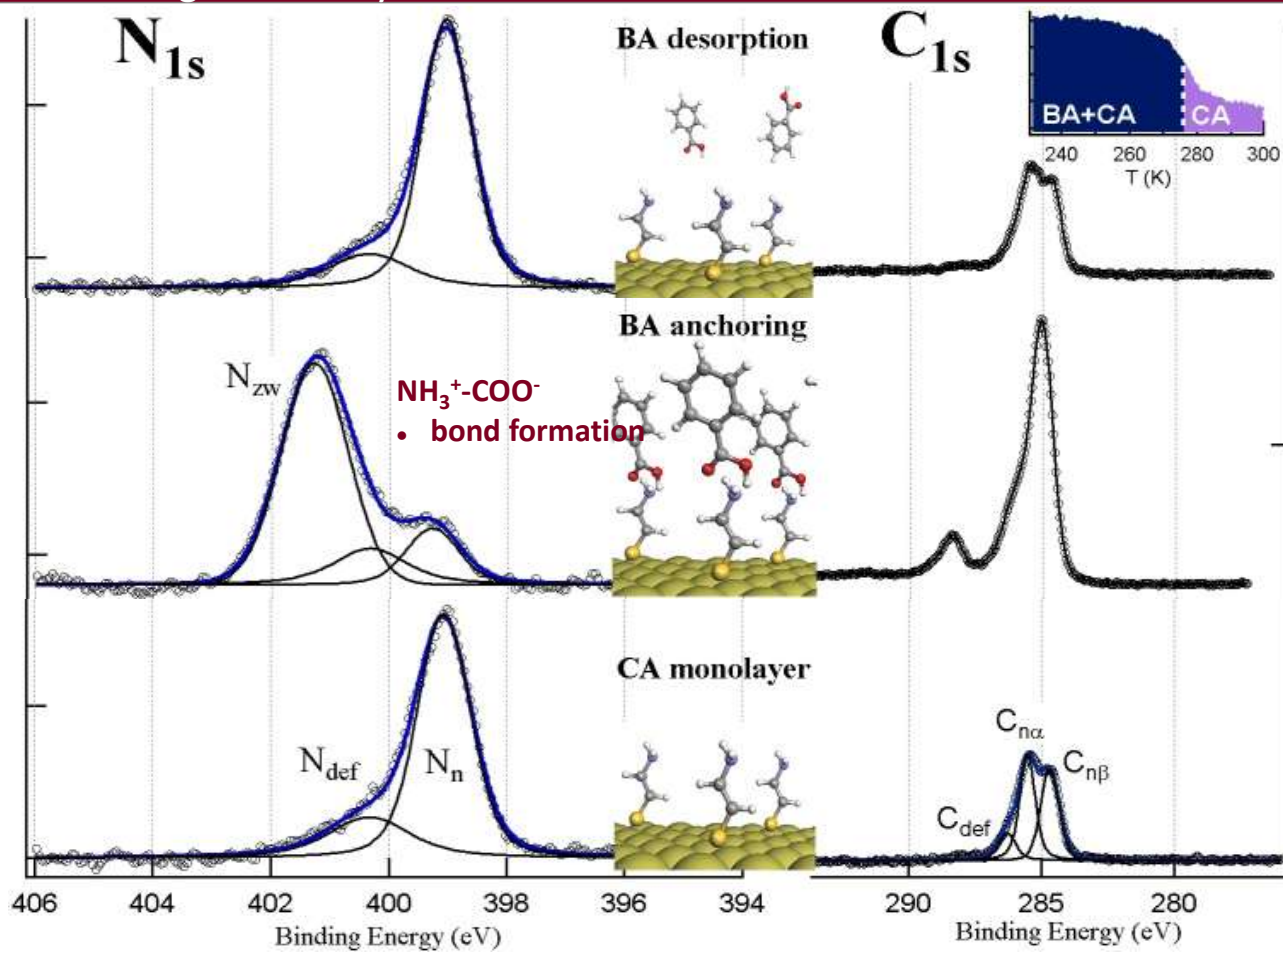 N1s
BA desorption
C1s
BA+CA
CA
240 260 280 300
T (K)
BA anchoring
Nzw
NH3+-COO-
• bond formation
CA monolayer
Ndef
Nn
Cnα
Cnβ
Cdef
406 404 402 400 398 396 394
Binding Energy (eV)
290 285 280
Binding Energy (eV)